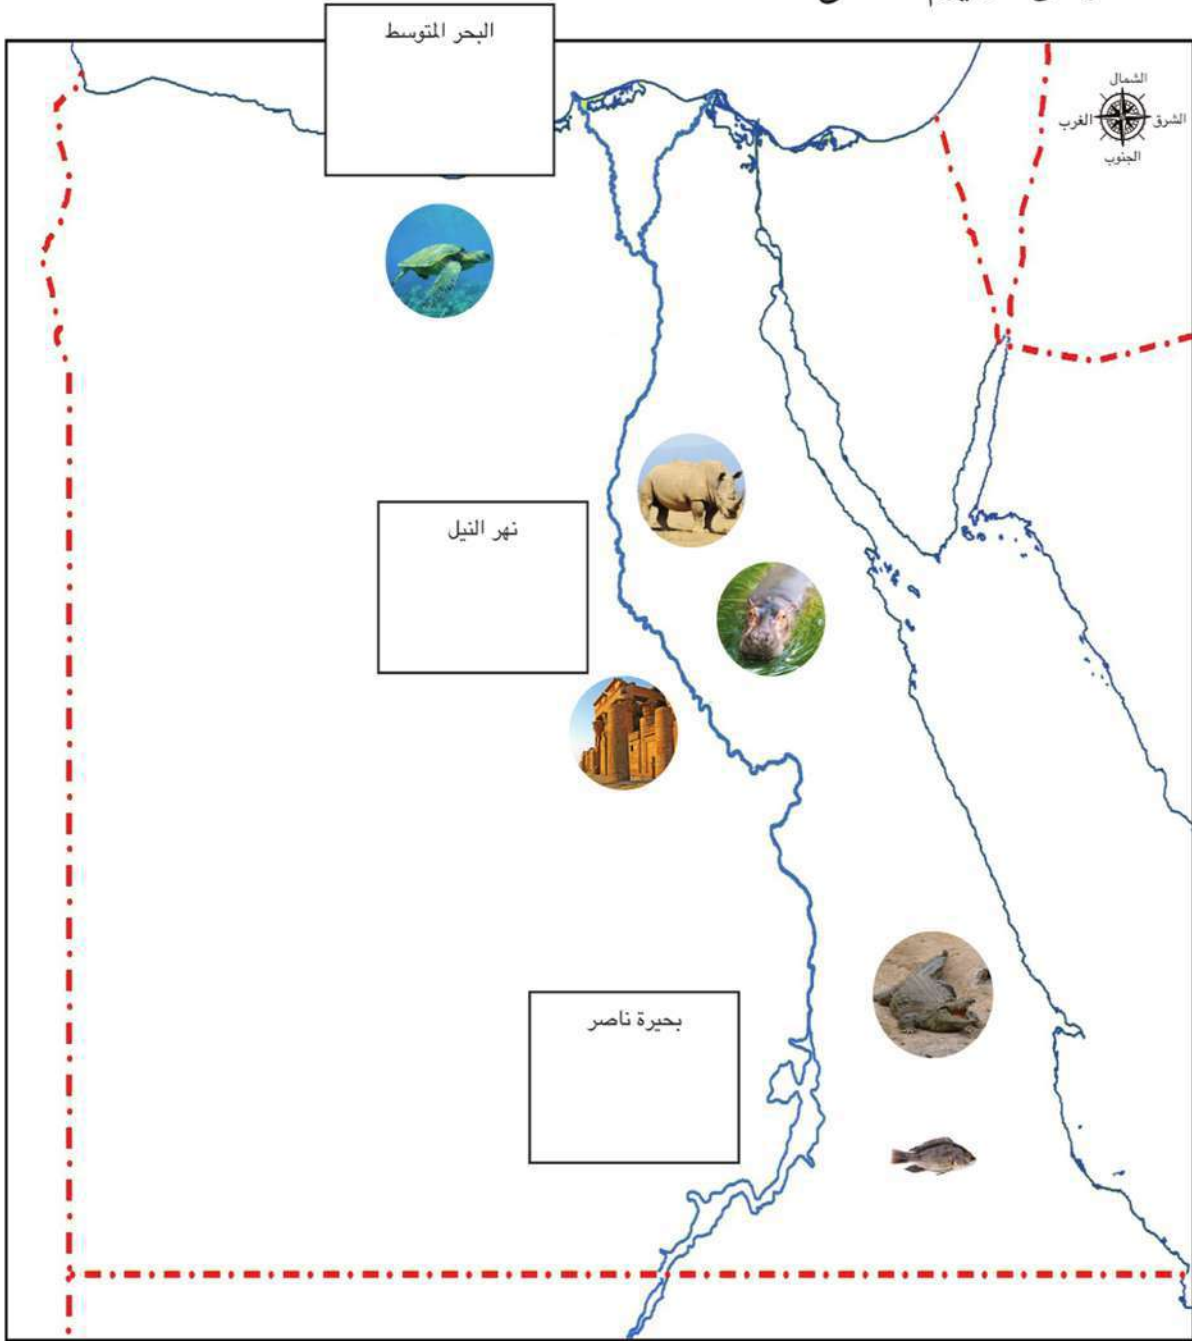 البحر المتوسط
الشمال
الشرق
الغرب
الجنوب
نهر النيل
بحيرة ناصر